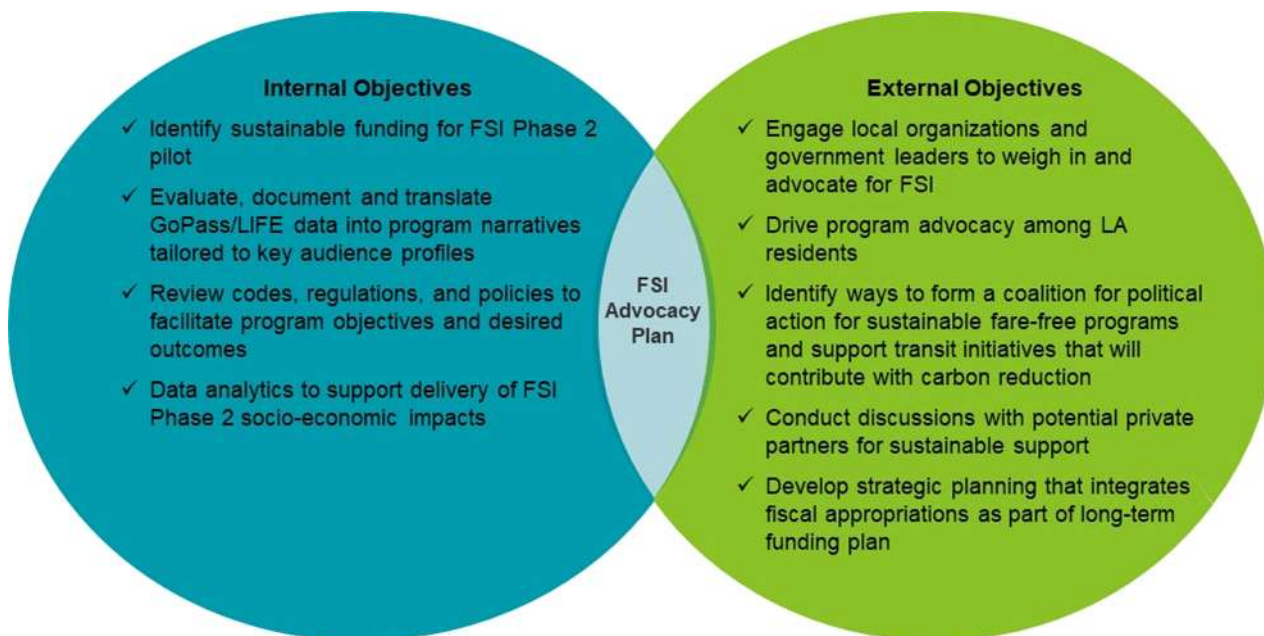 Internal Objectives
✓ Identify sustainable funding for FSI Phase 2
pilot
✓ Evaluate, document and translate
GoPass/LIFE data into program narratives
tailored to key audience profiles
✓ Review codes, regulations, and policies to
facilitate program objectives and desired
outcomes
✓ Data analytics to support delivery of FSI
Phase 2 socio-economic impacts
FSI
Advocacy
Plan
External Objectives
✓ Engage local organizations and
government leaders to weigh in and
advocate for FSI
✓ Drive program advocacy among LA
residents
✓ Identify ways to form a coalition for political
action for sustainable fare-free programs
and support transit initiatives that will
contribute with carbon reduction
✓ Conduct discussions with potential private
partners for sustainable support
✓ Develop strategic planning that integrates
fiscal appropriations as part of long-term
funding plan